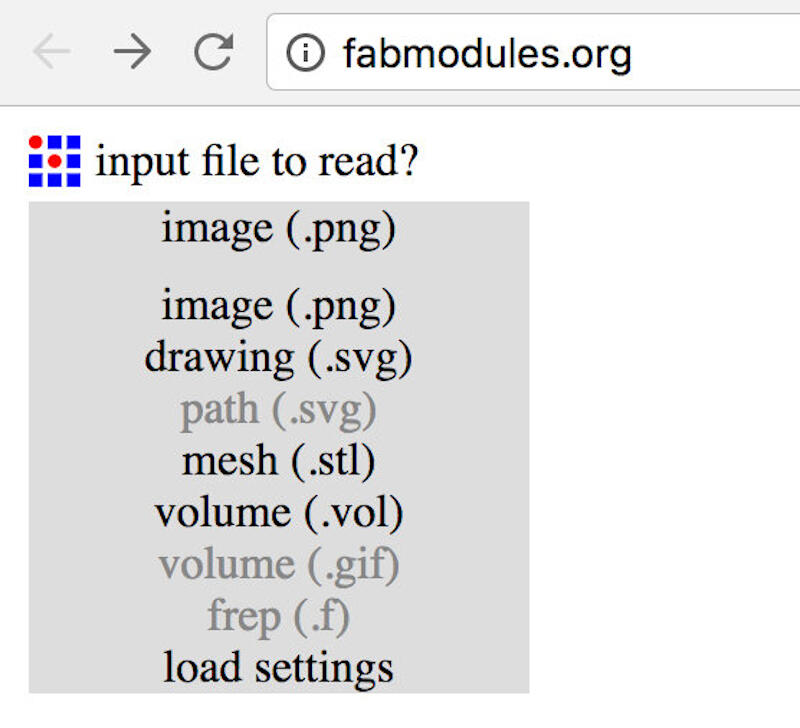 fabmodules.org
input file to read?
image (.png)
image (.png)
drawing (.svg)
path (.svg)
mesh (.stl)
volume (.vol)
volume (.gif)
frep (.f)
load settings